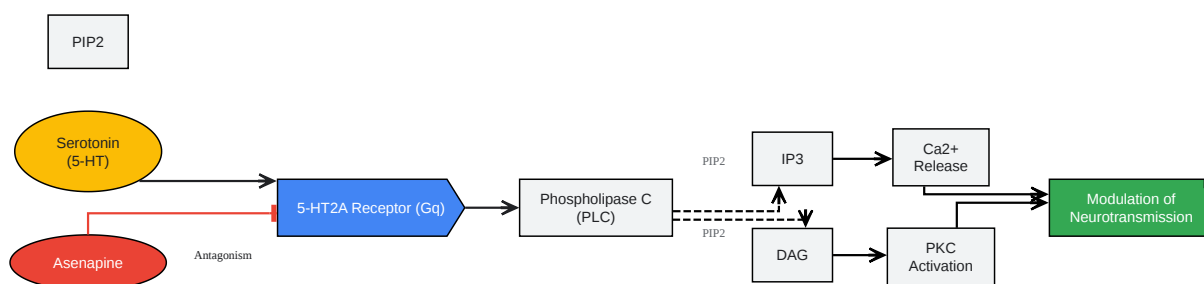 PIP2
Serotonin
(5-HT)
Asenapine
Antagonism
5-HT2A Receptor (Gq)
Phospholipase C
(PLC)
PIP2
PIP2
IP3
DAG
Ca2+
Release
PKC
Activation
Modulation of
Neurotransmission